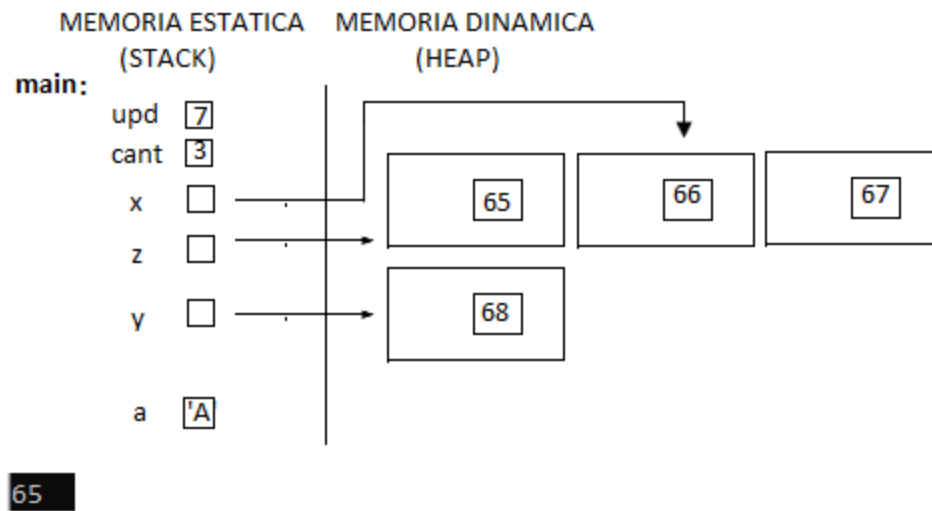 MEMORIA ESTATICA MEMORIA DINAMICA
(STACK) (HEAP)
main:
upd 7
cant 3
x 65 66 67
z
y 68
a 'A'
65